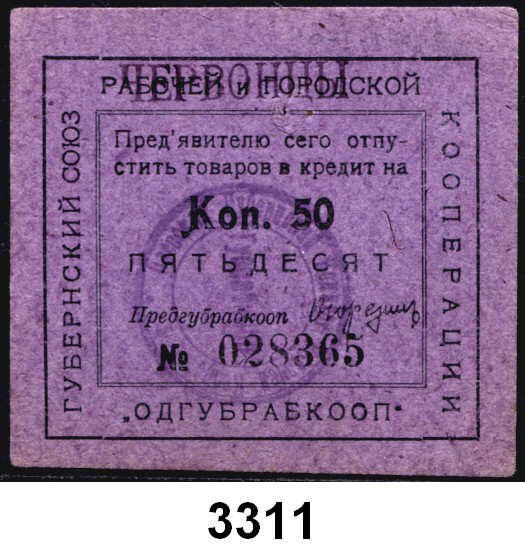 ЧЕРВОНЦЫ
РАБОЧЕЙ и ГОРОДСКОЙ
ГУБЕРНСКИЙ СОЮЗ
КООПЕРАЦИИ
Пред'явителю сего отпу-
стить товаров в кредит на
Коп. 50
ПЯТЬДЕСЯТ
Предгубрабкооп
№ 028365
„ОДГУБРАБКООП"
3311